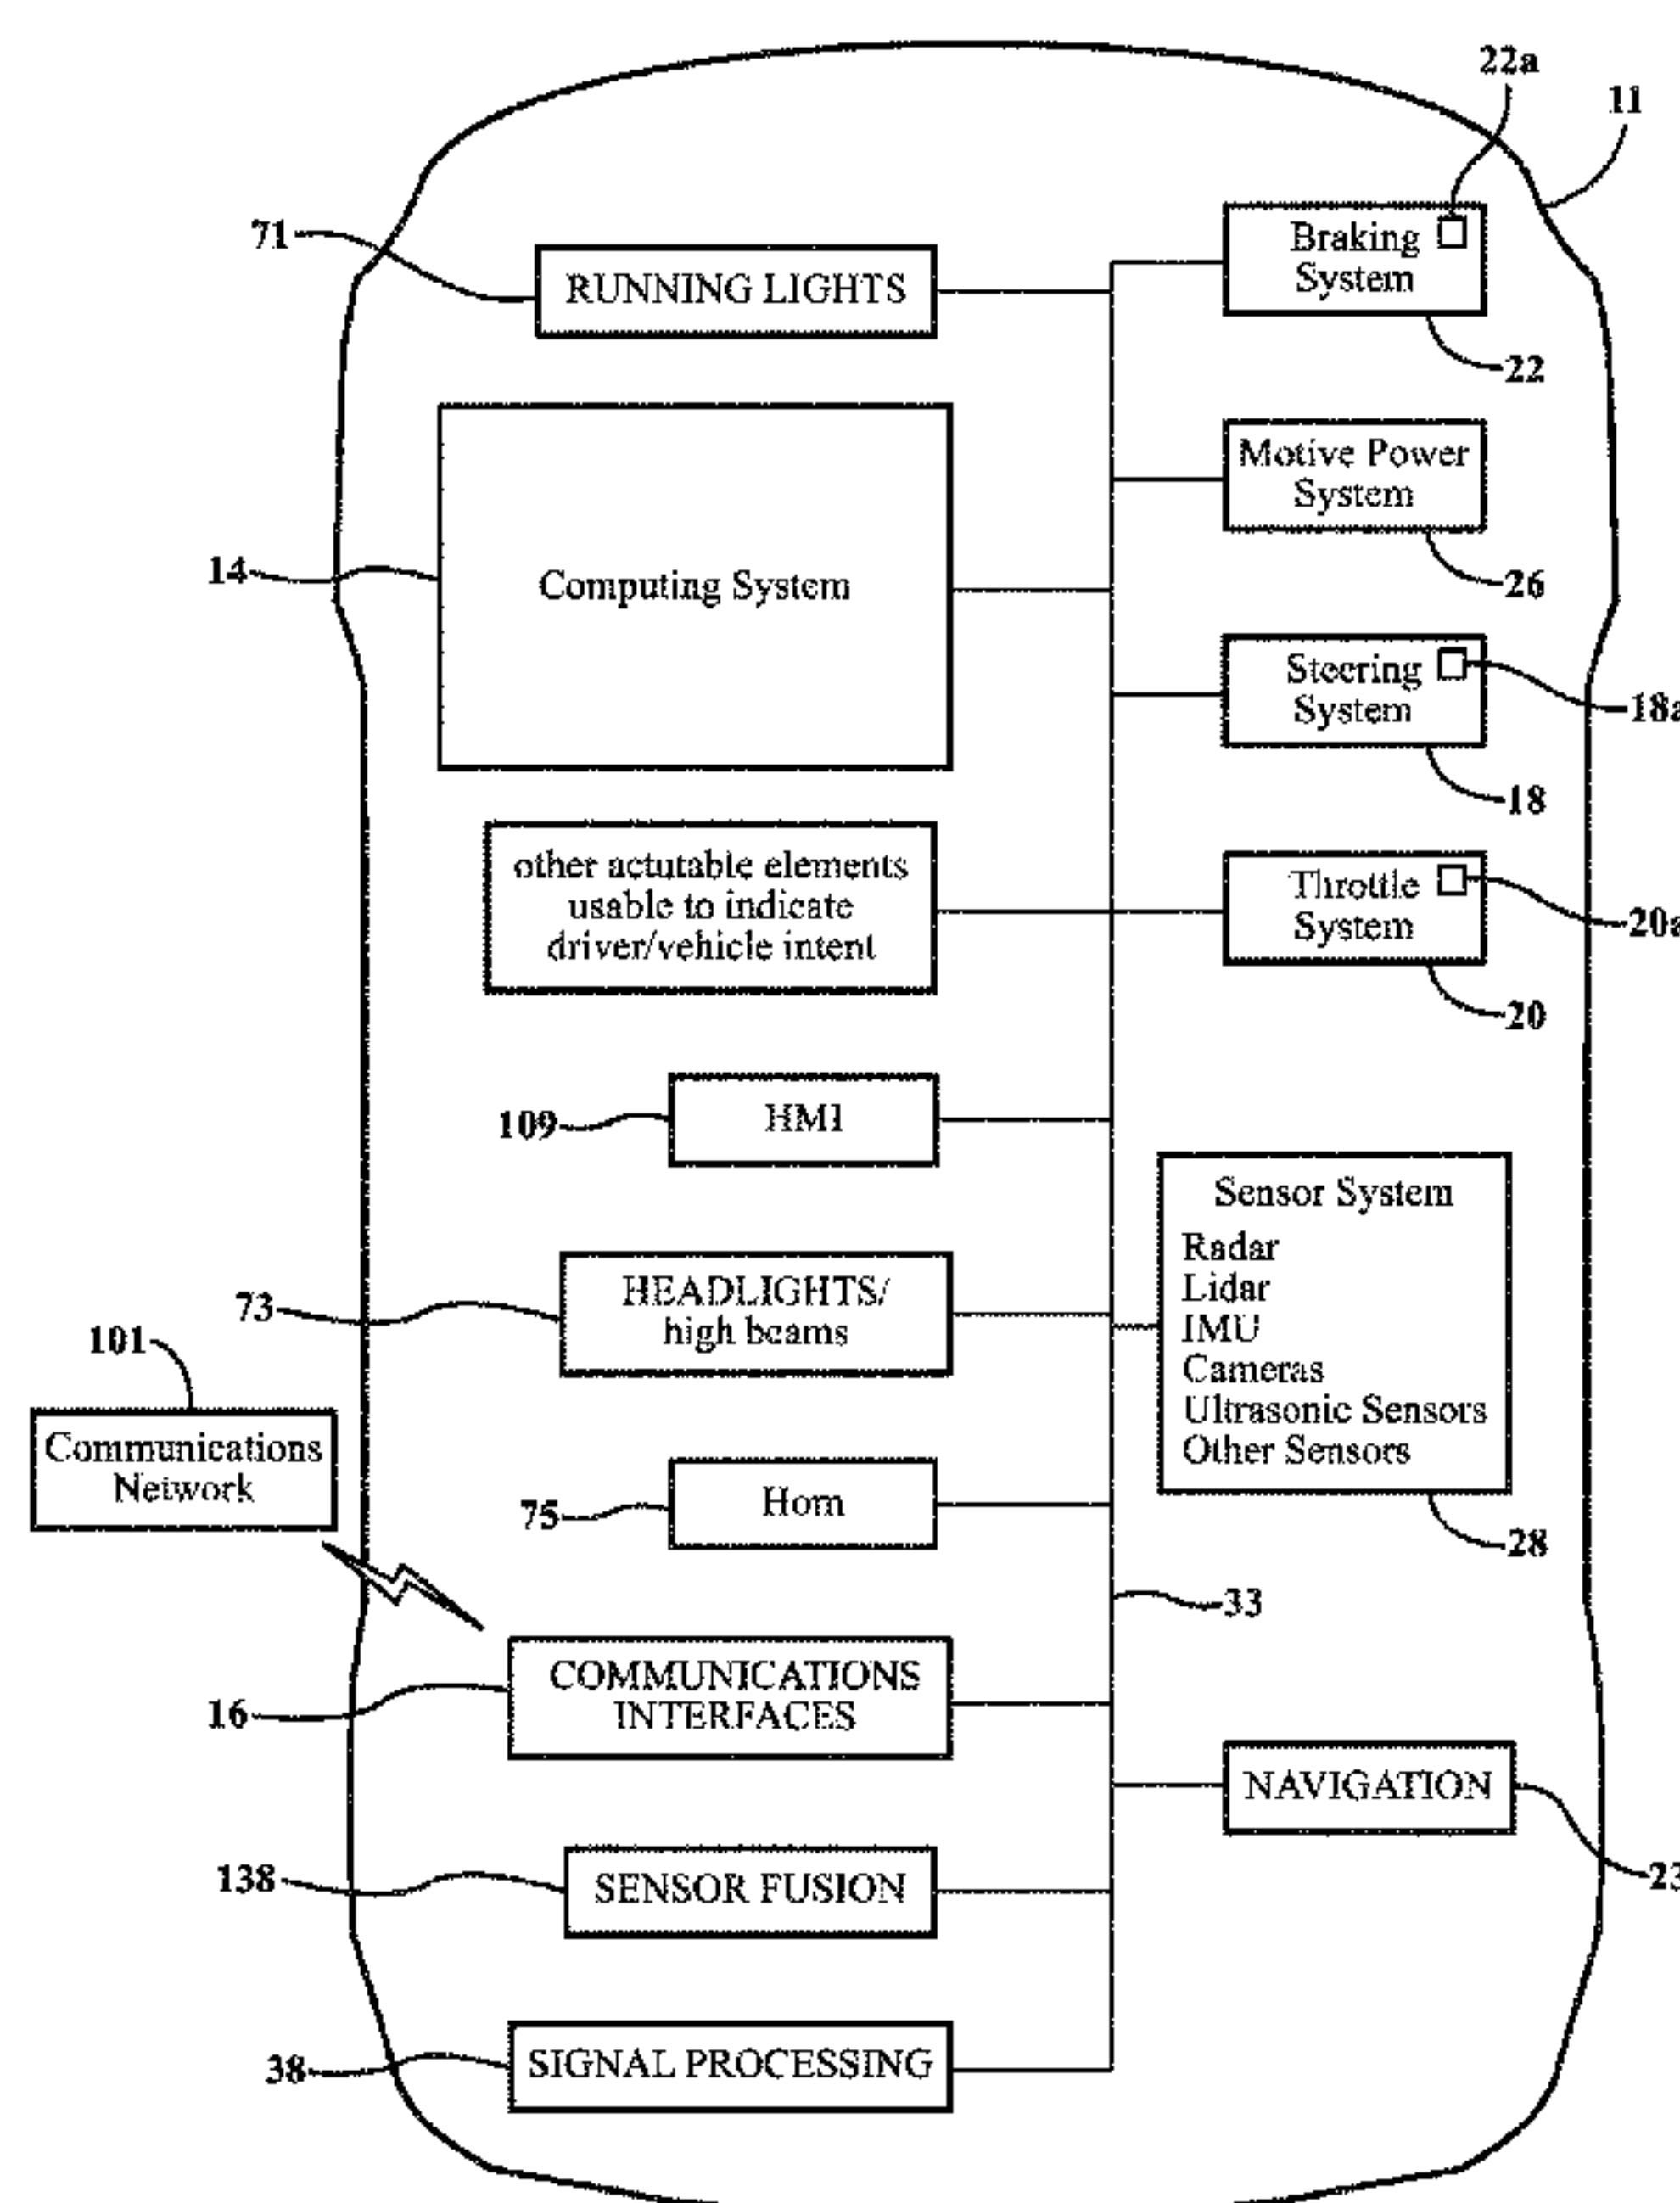 22a
11
71
RUNNING LIGHTS
Braking
System
22
Motive Power
System
26
14
Computing System
Steering
System
18a
18
other actutable elements
usable to indicate
driver/vehicle intent
Throttle
System
20a
20
109
HMI
Sensor System
Radar
Lidar
IMU
Cameras
Ultrasonic Sensors
Other Sensors
28
73
HEADLIGHTS/
high beams
101
Communications
Network
75
Horn
33
16
COMMUNICATIONS
INTERFACES
NAVIGATION
23
138
SENSOR FUSION
38
SIGNAL PROCESSING